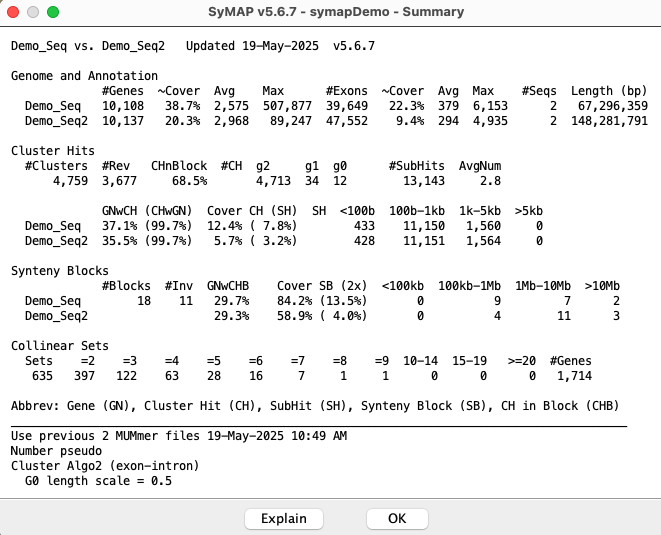 SyMAP v5.6.7 - symapDemo - Summary
Demo_Seq vs. Demo_Seq2   Updated 19-May-2025  v5.6.7
Genome and Annotation
             #Genes  ~Cover  Avg    Max      #Exons  ~Cover  Avg  Max    #Seqs  Length (bp)
  Demo_Seq   10,108  38.7%  2,575  507,877  39,649  22.3%  379  6,153      2   67,296,359
  Demo_Seq2  10,137  20.3%  2,968   89,247  47,552   9.4%  294  4,935      2  148,281,791
Cluster Hits
  #Clusters  #Rev   CHnBlock  #CH  g2     g1  g0      #SubHits  AvgNum
      4,759  3,677     68.5%       4,713  34  12        13,143     2.8
             GNwCH (CHwGN)  Cover CH (SH)  SH  <100b  100b-1kb  1k-5kb  >5kb
  Demo_Seq   37.1% (99.7%)  12.4% ( 7.8%)        433    11,150   1,560     0
  Demo_Seq2  35.5% (99.7%)   5.7% ( 3.2%)        428    11,151   1,564     0
Synteny Blocks
             #Blocks  #Inv  GNwCHB   Cover SB (2x)  <100kb  100kb-1Mb  1Mb-10Mb  >10Mb
  Demo_Seq        18    11   29.7%   84.2% (13.5%)       0          9         7      2
  Demo_Seq2                  29.3%   58.9% ( 4.0%)       0          4        11      3
Collinear Sets
  Sets    =2    =3    =4    =5    =6    =7    =8    =9  10-14  15-19  >=20  #Genes
   635   397   122    63    28    16     7     1     1      0      0     0   1,714
Abbrev: Gene (GN), Cluster Hit (CH), SubHit (SH), Synteny Block (SB), CH in Block (CHB)
Use previous 2 MUMmer files 19-May-2025 10:49 AM
Number pseudo
Cluster Algo2 (exon-intron)
  G0 length scale = 0.5
Explain   OK